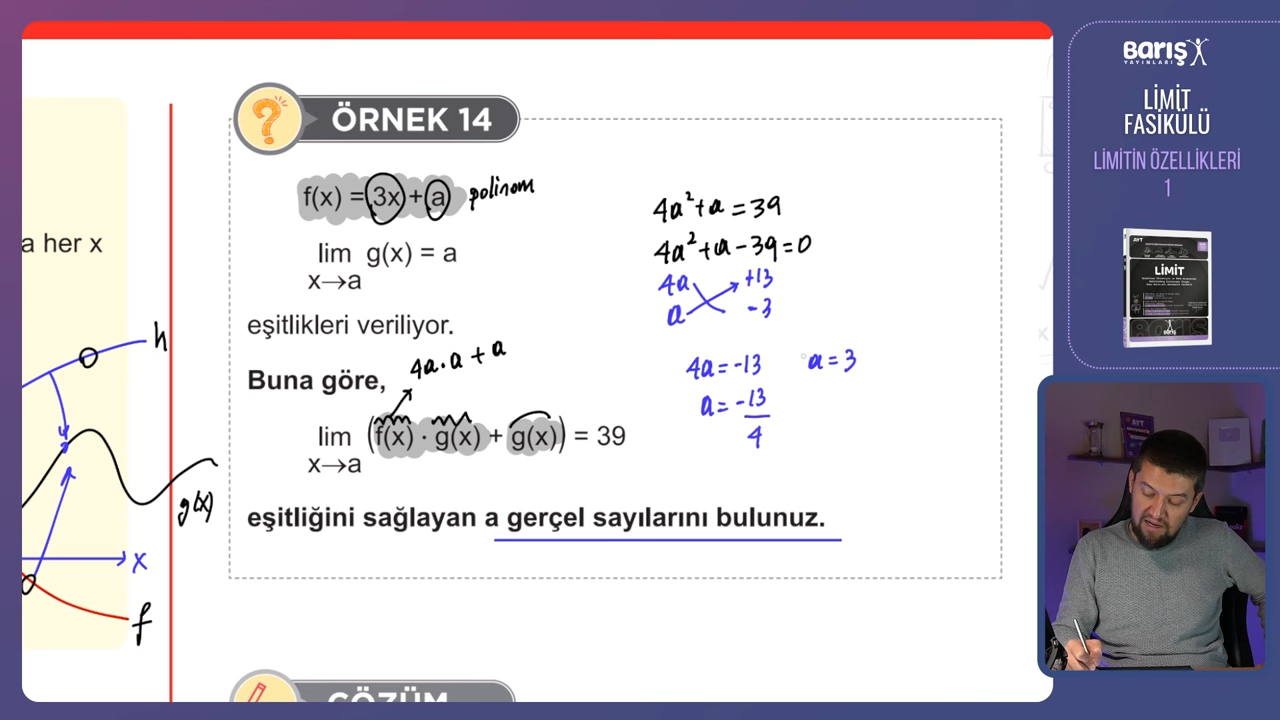 BARIŞ
YAYINLARI
LİMİT
FASİKÜLÜ
LİMİTİN ÖZELLİKLERİ
1
AYT
LİMİT
a her x
h
g(x)
x
f
ÖRNEK 14
f(x) = 3x + a polinom
lim g(x) = a
x→a
eşitlikleri veriliyor.
4a·a + a
Buna göre,
lim (f(x) · g(x) + g(x)) = 39
x→a
eşitliğini sağlayan a gerçel sayılarını bulunuz.
4a²+a=39
4a²+a-39=0
4a +13
a -3
4a=-13 a=3
a=-13
4
ÇÖZÜM